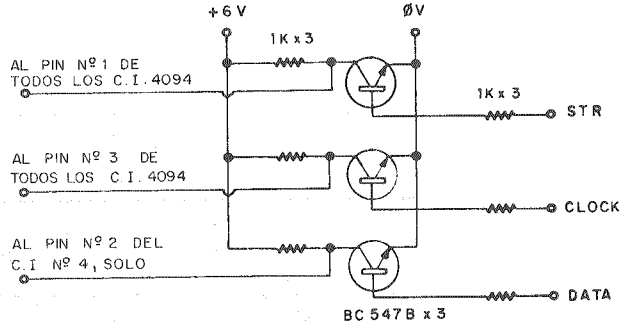 +6V
ØV
1K x 3
AL PIN Nº 1 DE
TODOS LOS C.I. 4094
1K x 3
STR
AL PIN Nº 3 DE
TODOS LOS C.I. 4094
CLOCK
AL PIN Nº 2 DEL
C.I Nº 4, SOLO
DATA
BC 547 B x 3